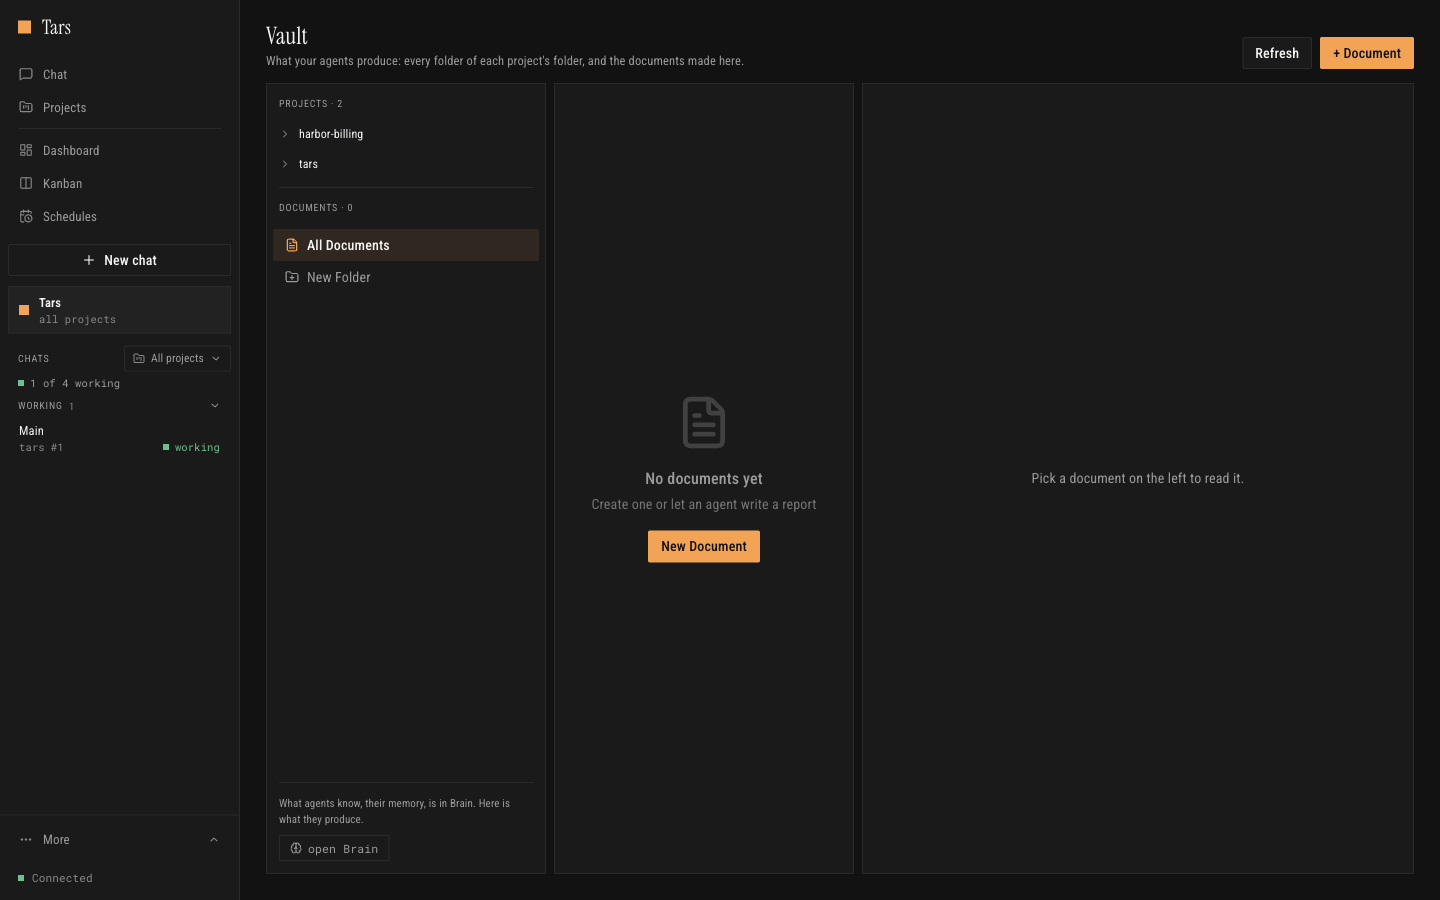 Tars
Chat
Projects
Dashboard
Kanban
Schedules
New chat
Tars
all projects
CHATS
All projects
1 of 4 working
WORKING 1
Main
tars #1
working
More
Connected
Vault
What your agents produce: every folder of each project's folder, and the documents made here.
Refresh
+ Document
PROJECTS · 2
harbor-billing
tars
DOCUMENTS · 0
All Documents
New Folder
What agents know, their memory, is in Brain. Here is
what they produce.
open Brain
No documents yet
Create one or let an agent write a report
New Document
Pick a document on the left to read it.